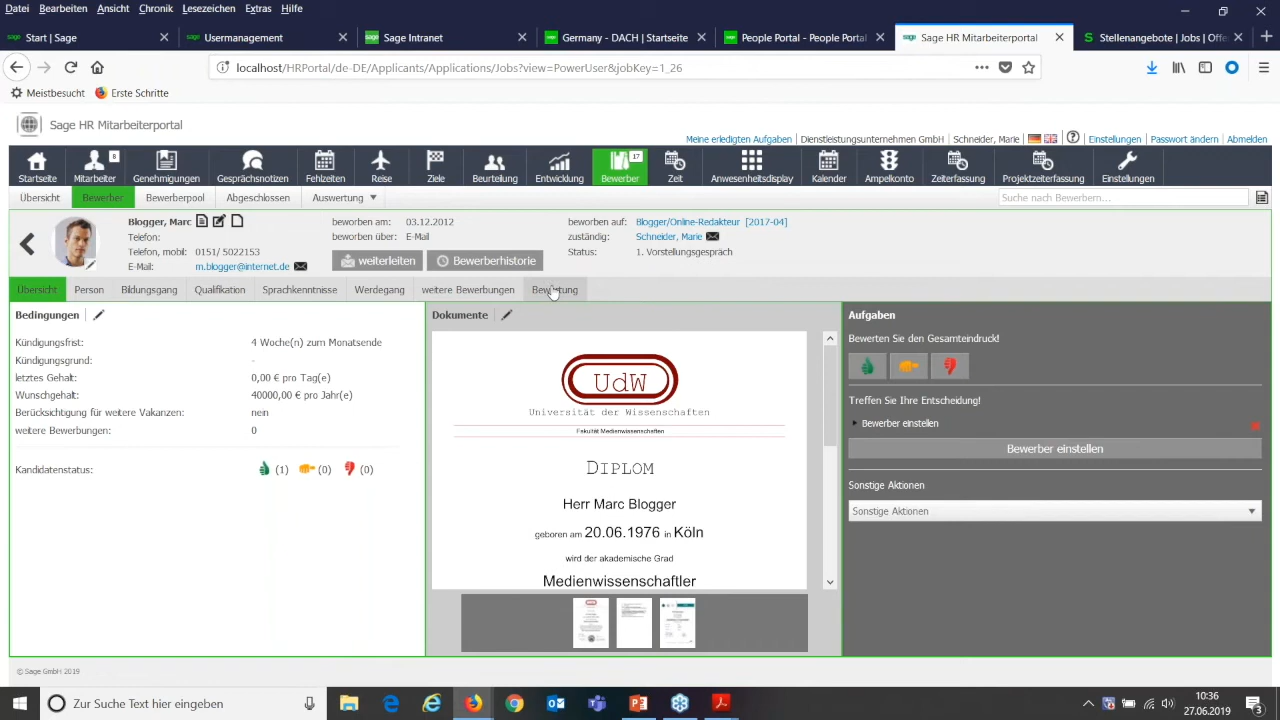 Datei Bearbeiten Ansicht Chronik Lesezeichen Extras Hilfe
Start | Sage
Usermanagement
Sage Intranet
Germany - DACH | Startseite
People Portal - People Portal
Sage HR Mitarbeiterportal
Stellenangebote | Jobs | Offe
localhost/HRPortal/de-DE/Applicants/Applications/Jobs?view=PowerUser&jobKey=1_26
Meistbesucht Erste Schritte
Sage HR Mitarbeiterportal
Meine erledigten Aufgaben | Dienstleistungsunternehmen GmbH | Schneider, Marie | Einstellungen | Passwort ändern | Abmelden
8 17
Startseite Mitarbeiter Genehmigungen Gesprächsnotizen Fehlzeiten Reise Ziele Beurteilung Entwicklung Bewerber Zeit Anwesenheitsdisplay Kalender Ampelkonto Zeiterfassung Projektzeiterfassung Einstellungen
Übersicht Bewerber Bewerberpool Abgeschlossen Auswertung Suche nach Bewerbern...
Blogger, Marc beworben am: 03.12.2012 beworben auf: Blogger/Online-Redakteur [2017-04]
Telefon: beworben über: E-Mail zuständig: Schneider, Marie
Telefon, mobil: 0151/ 5022153 Status: 1. Vorstellungsgespräch
E-Mail: m.blogger@internet.de weiterleiten Bewerberhistorie
Übersicht Person Bildungsgang Qualifikation Sprachkenntnisse Werdegang weitere Bewerbungen
Bedingungen
Kündigungsfrist: 4 Woche(n) zum Monatsende
Kündigungsgrund: -
letztes Gehalt: 0,00 € pro Tag(e)
Wunschgehalt: 40000,00 € pro Jahr(e)
Berücksichtigung für weitere Vakanzen: nein
weitere Bewerbungen: 0
Kandidatenstatus: (1) (0) (0)
Dokumente
UdW
Universität der Wissenschaften
Fakultät Medienwissenschaften
DIPLOM
Herr Marc Blogger
geboren am 20.06.1976 in Köln
wird der akademische Grad
Medienwissenschaftler
Aufgaben
Bewerten Sie den Gesamteindruck!
Treffen Sie Ihre Entscheidung!
Bewerber einstellen
Bewerber einstellen
Sonstige Aktionen
Sonstige Aktionen
© Sage GmbH 2019
Zur Suche Text hier eingeben
10:36
27.06.2019
3